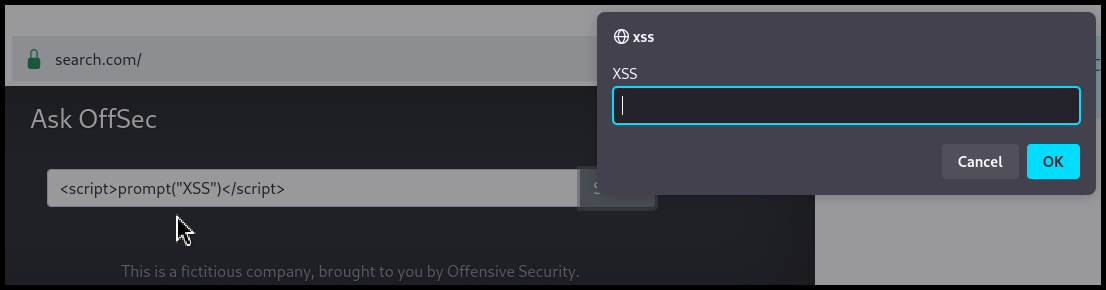 xss
search.com/
XSS
Ask OffSec
Cancel
OK
<script>prompt("XSS")</script>
This is a fictitious company, brought to you by Offensive Security.